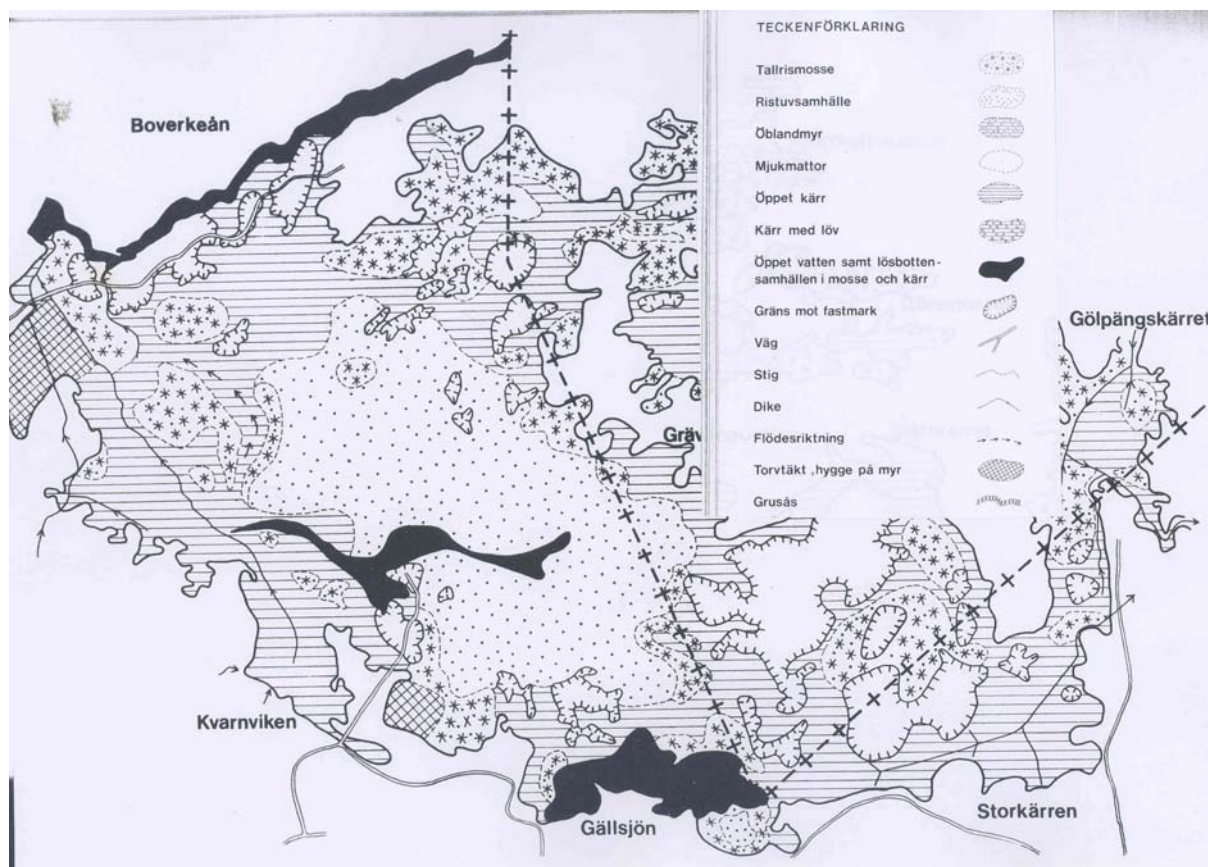 TECKENFÖRKLARING
Tallrismosse
Ristuvsamhälle
Öblandmyr
Mjukmattor
Öppet kärr
Kärr med löv
Öppet vatten samt lösbotten-
samhällen i mosse och kärr
Gräns mot fastmark
Väg
Stig
Dike
Flödesriktning
Torvtäkt ,hygge på myr
Grusås
Boverkeån
Gölpängskärret
Gräv
Kvarnviken
Gällsjön
Storkärren